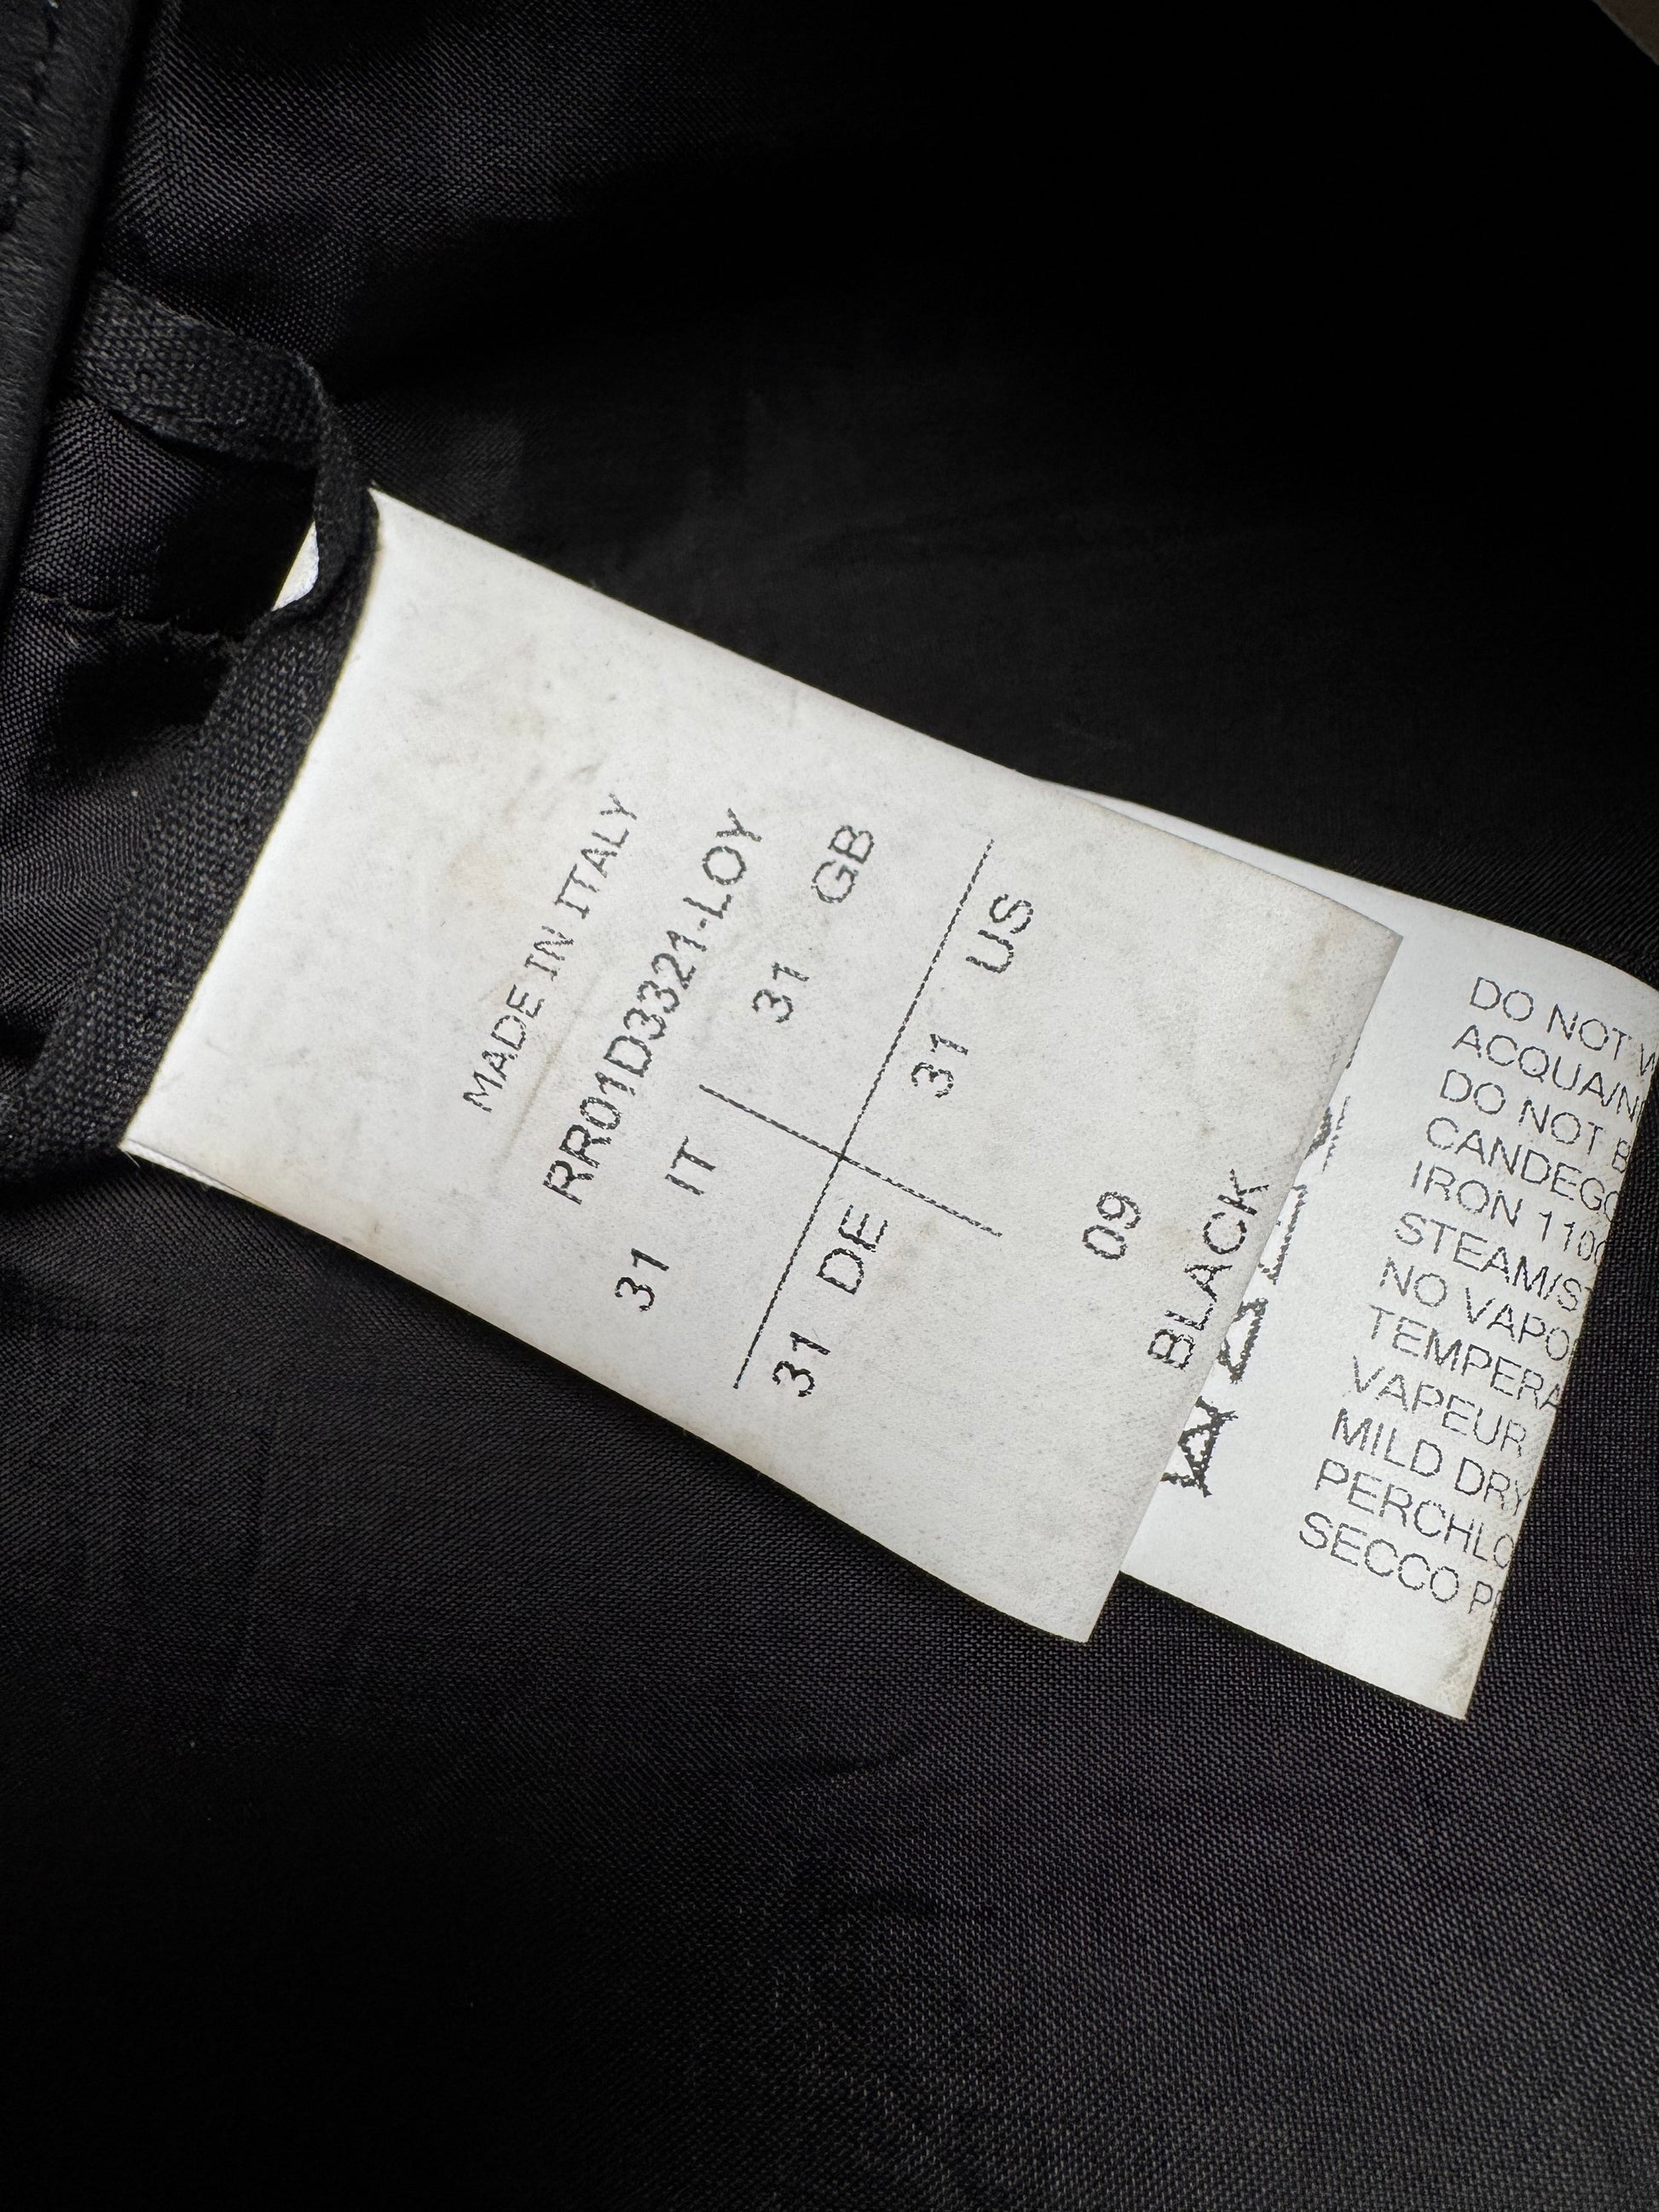 MADE IN ITALY
RR01D3321-LOY
31 IT 31 GB
31 DE 31 US
09
BLACK
DO NOT
ACQUA/N
DO NOT
CANDEG
IRON 110
STEAM/S
NO VAPO
TEMPERA
VAPEUR
MILD DRY
PERCHLO
SECCO P